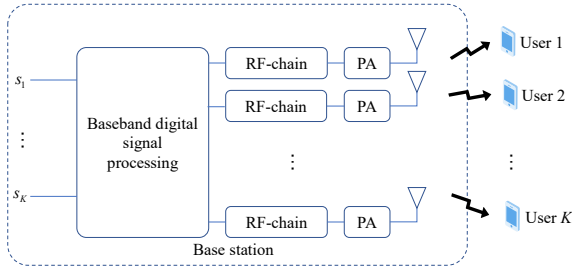 RF-chain PA User 1
s1
RF-chain PA User 2
Baseband digital
signal
processing
⋮ ⋮ ⋮
sK
RF-chain PA User K
Base station